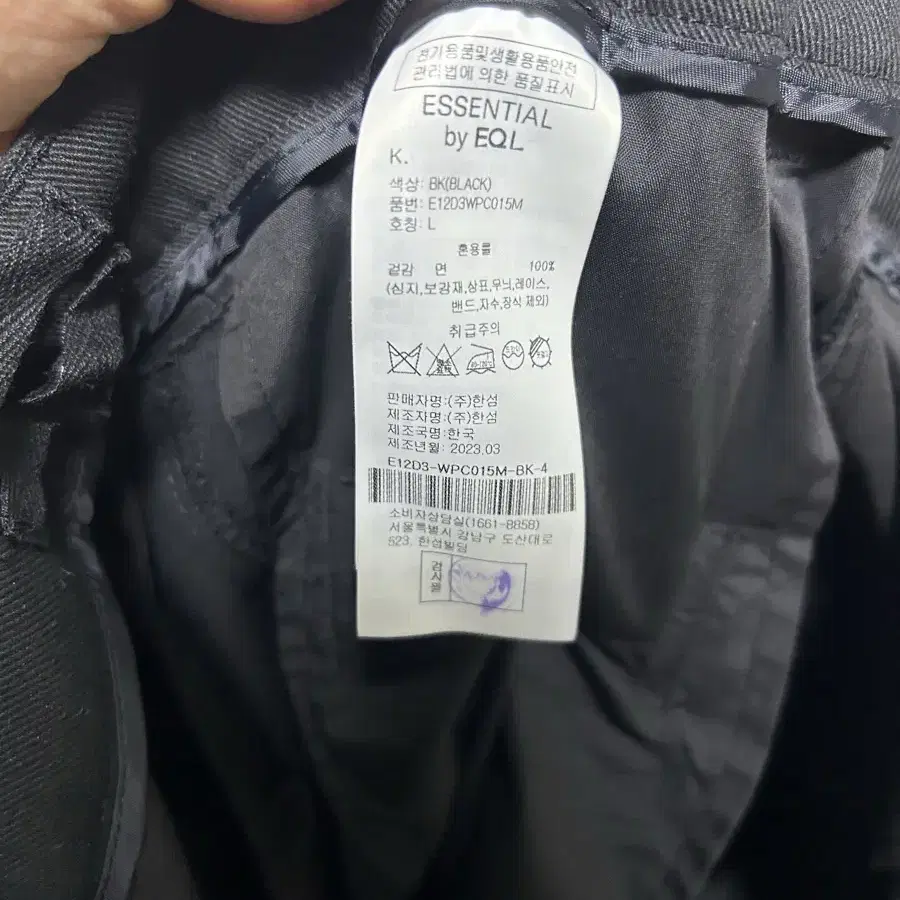 전기용품및생활용품안전
관리법에 의한 품질표시
ESSENTIAL
by EQL
K.
색상: BK(BLACK)
품번: E12D3WPC015M
호칭: L
혼용률
겉감 면 100%
(심지,보강재,상표,무늬,레이스,
밴드,자수,장식 제외)
취급주의
판매자명:(주)한섬
제조자명:(주)한섬
제조국명:한국
제조년월: 2023.03
E12D3-WPC015M-BK-4
소비자상담실(1661-8858)
서울특별시 강남구 도산대로
523, 한섬빌딩
검사필